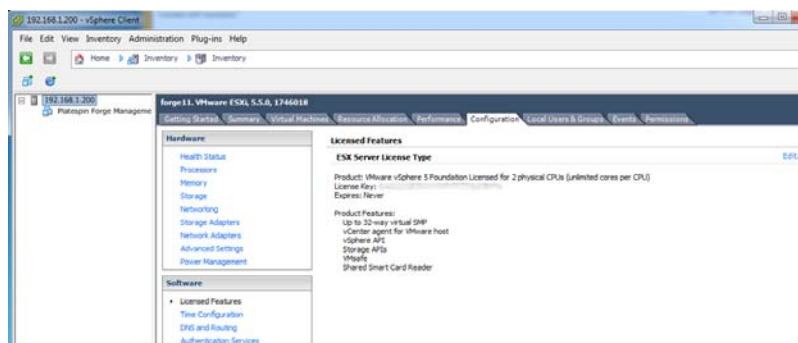 192.168.1.200 - vSphere Client
File Edit View Inventory Administration Plug-ins Help
Home Inventory Inventory
192.168.1.200
Platespin Forge Manageme
forge11. VMware ESXi, 5.5.0, 1746018
Getting Started Summary Virtual Machines Resource Allocation Performance Configuration Local Users & Groups Events Permissions
Hardware
Health Status
Processors
Memory
Storage
Networking
Storage Adapters
Network Adapters
Advanced Settings
Power Management
Software
Licensed Features
Time Configuration
DNS and Routing
Authentication Services
Licensed Features
ESX Server License Type
Edit
Product: VMware vSphere 5 Foundation Licensed for 2 physical CPUs (unlimited cores per CPU)
License Key:
Expires: Never
Product Features:
Up to 32-way virtual SMP
vCenter agent for VMware host
vSphere API
Storage APIs
VMsafe
Shared Smart Card Reader